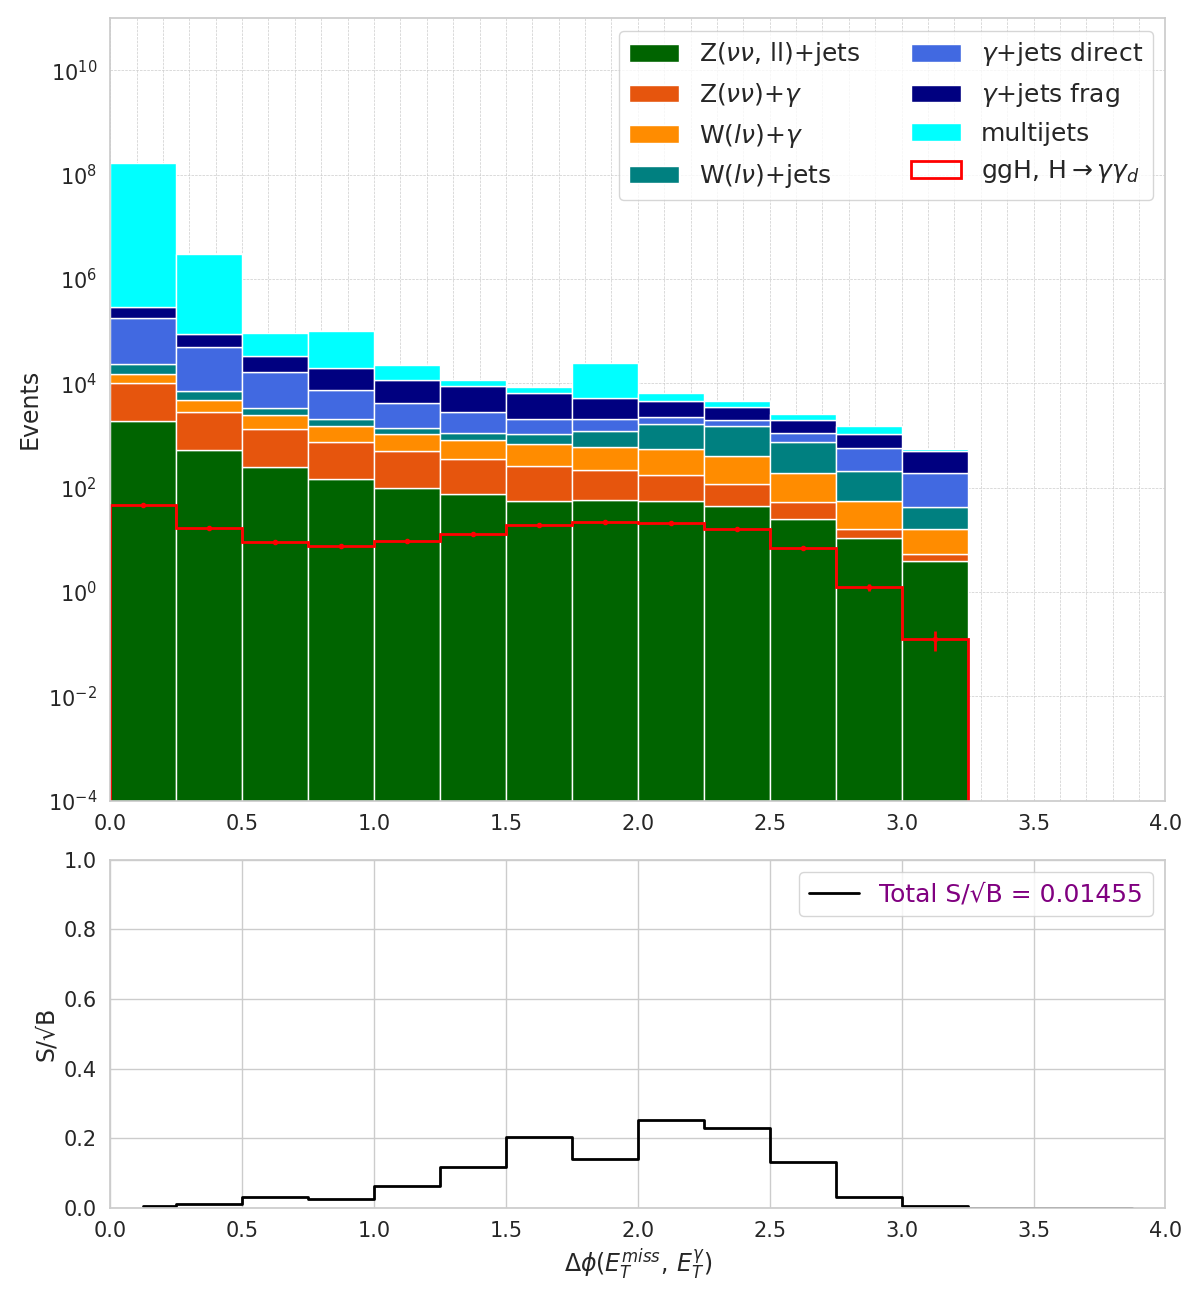 Z(νν, ll)+jets
Z(νν)+γ
W(lν)+γ
W(lν)+jets
γ+jets direct
γ+jets frag
multijets
ggH, H→γγ_d
Events
10^10
10^8
10^6
10^4
10^2
10^0
10^−2
10^−4
0.0 0.5 1.0 1.5 2.0 2.5 3.0 3.5 4.0
Total S/√B = 0.01455
S/√B
1.0
0.8
0.6
0.4
0.2
0.0
0.0 0.5 1.0 1.5 2.0 2.5 3.0 3.5 4.0
Δϕ(E_T^miss, E_T^γ)